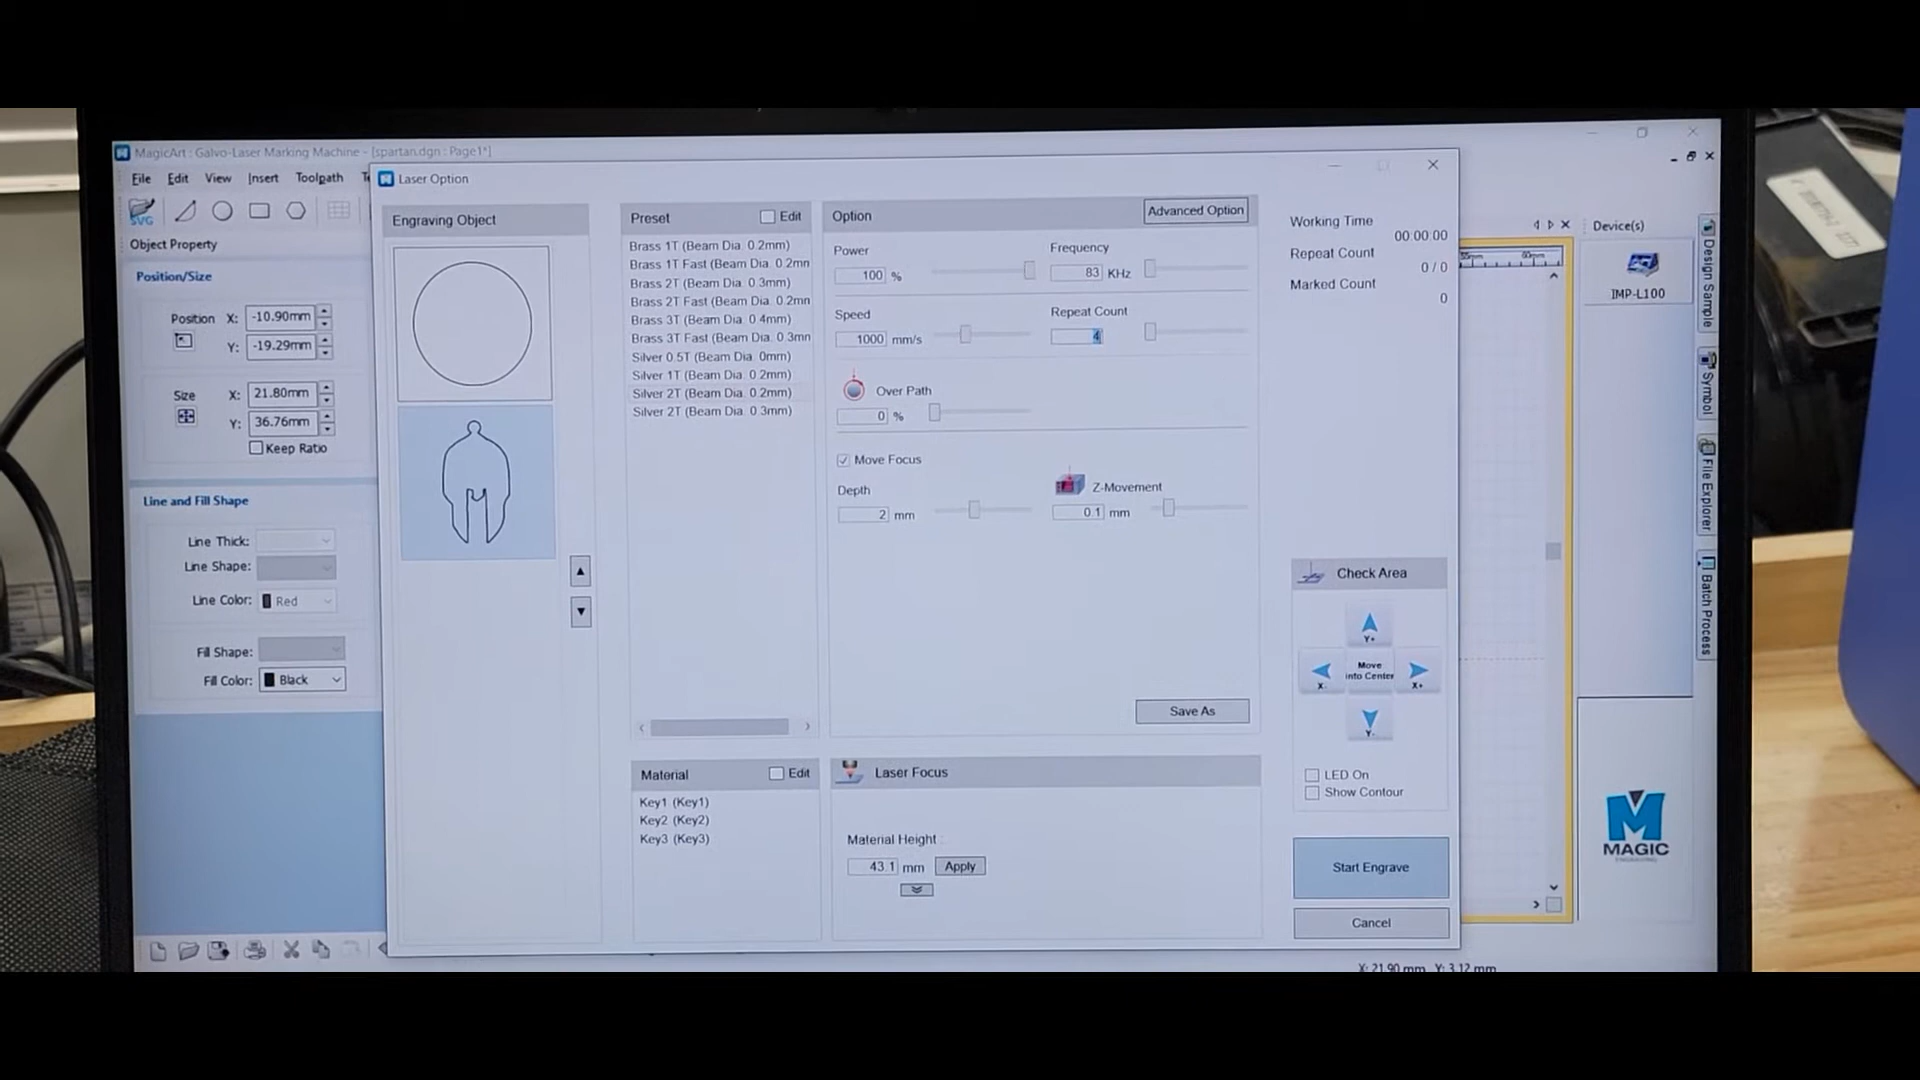 MagicArt : Galvo-Laser Marking Machine - [spartan.dgn : Page1*]
File Edit View Insert Toolpath
SVG
Object Property
Position/Size
Position X: -10.90mm
Y: -19.29mm
Size X: 21.80mm
Y: 36.76mm
Keep Ratio
Line and Fill Shape
Line Thick:
Line Shape:
Line Color: Red
Fill Shape:
Fill Color: Black
Laser Option
Engraving Object
Preset Edit
Brass 1T (Beam Dia. 0.2mm)
Brass 1T Fast (Beam Dia. 0.2mn
Brass 2T (Beam Dia. 0.3mm)
Brass 2T Fast (Beam Dia. 0.2mn
Brass 3T (Beam Dia. 0.4mm)
Brass 3T Fast (Beam Dia. 0.3mn
Silver 0.5T (Beam Dia. 0mm)
Silver 1T (Beam Dia. 0.2mm)
Silver 2T (Beam Dia. 0.2mm)
Silver 2T (Beam Dia. 0.3mm)
Material Edit
Key1 (Key1)
Key2 (Key2)
Key3 (Key3)
Option Advanced Option
Power
100 %
Frequency
83 KHz
Speed
1000 mm/s
Repeat Count
4
Over Path
0 %
Move Focus
Depth
2 mm
Z-Movement
0.1 mm
Save As
Laser Focus
Material Height :
43.1 mm Apply
Working Time
00:00:00
Repeat Count
0 / 0
Marked Count
0
Check Area
Y+
X-
Move
into Center
X+
Y-
LED On
Show Contour
Start Engrave
Cancel
Device(s)
IMP-L100
Design Sample
Symbol
File Explorer
Batch Process
MAGIC
X: 21.90 mm Y: 3.12 mm